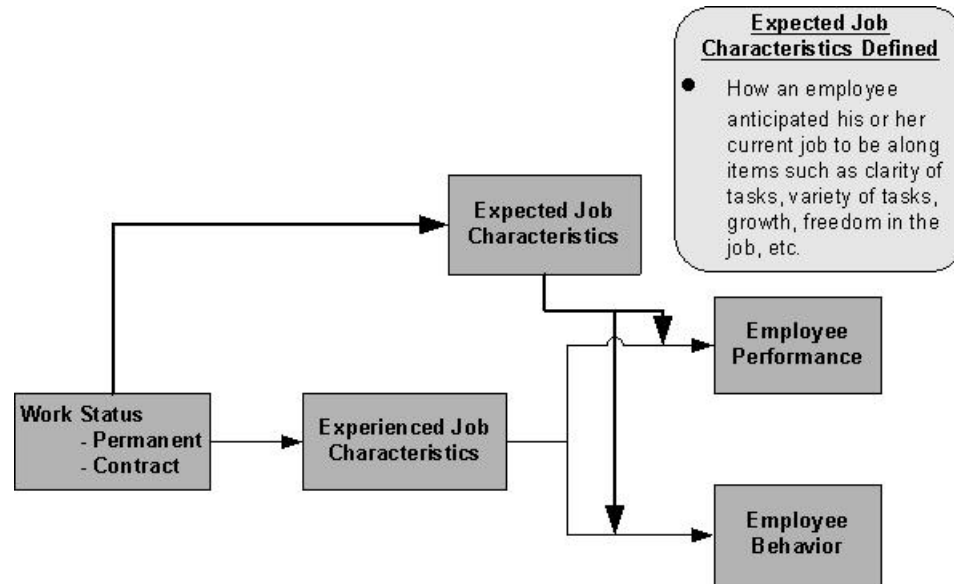 Expected Job
Characteristics Defined
● How an employee
anticipated his or her
current job to be along
items such as clarity of
tasks, variety of tasks,
growth, freedom in the
job, etc.
Expected Job
Characteristics
Employee
Performance
Work Status
- Permanent
- Contract
Experienced Job
Characteristics
Employee
Behavior